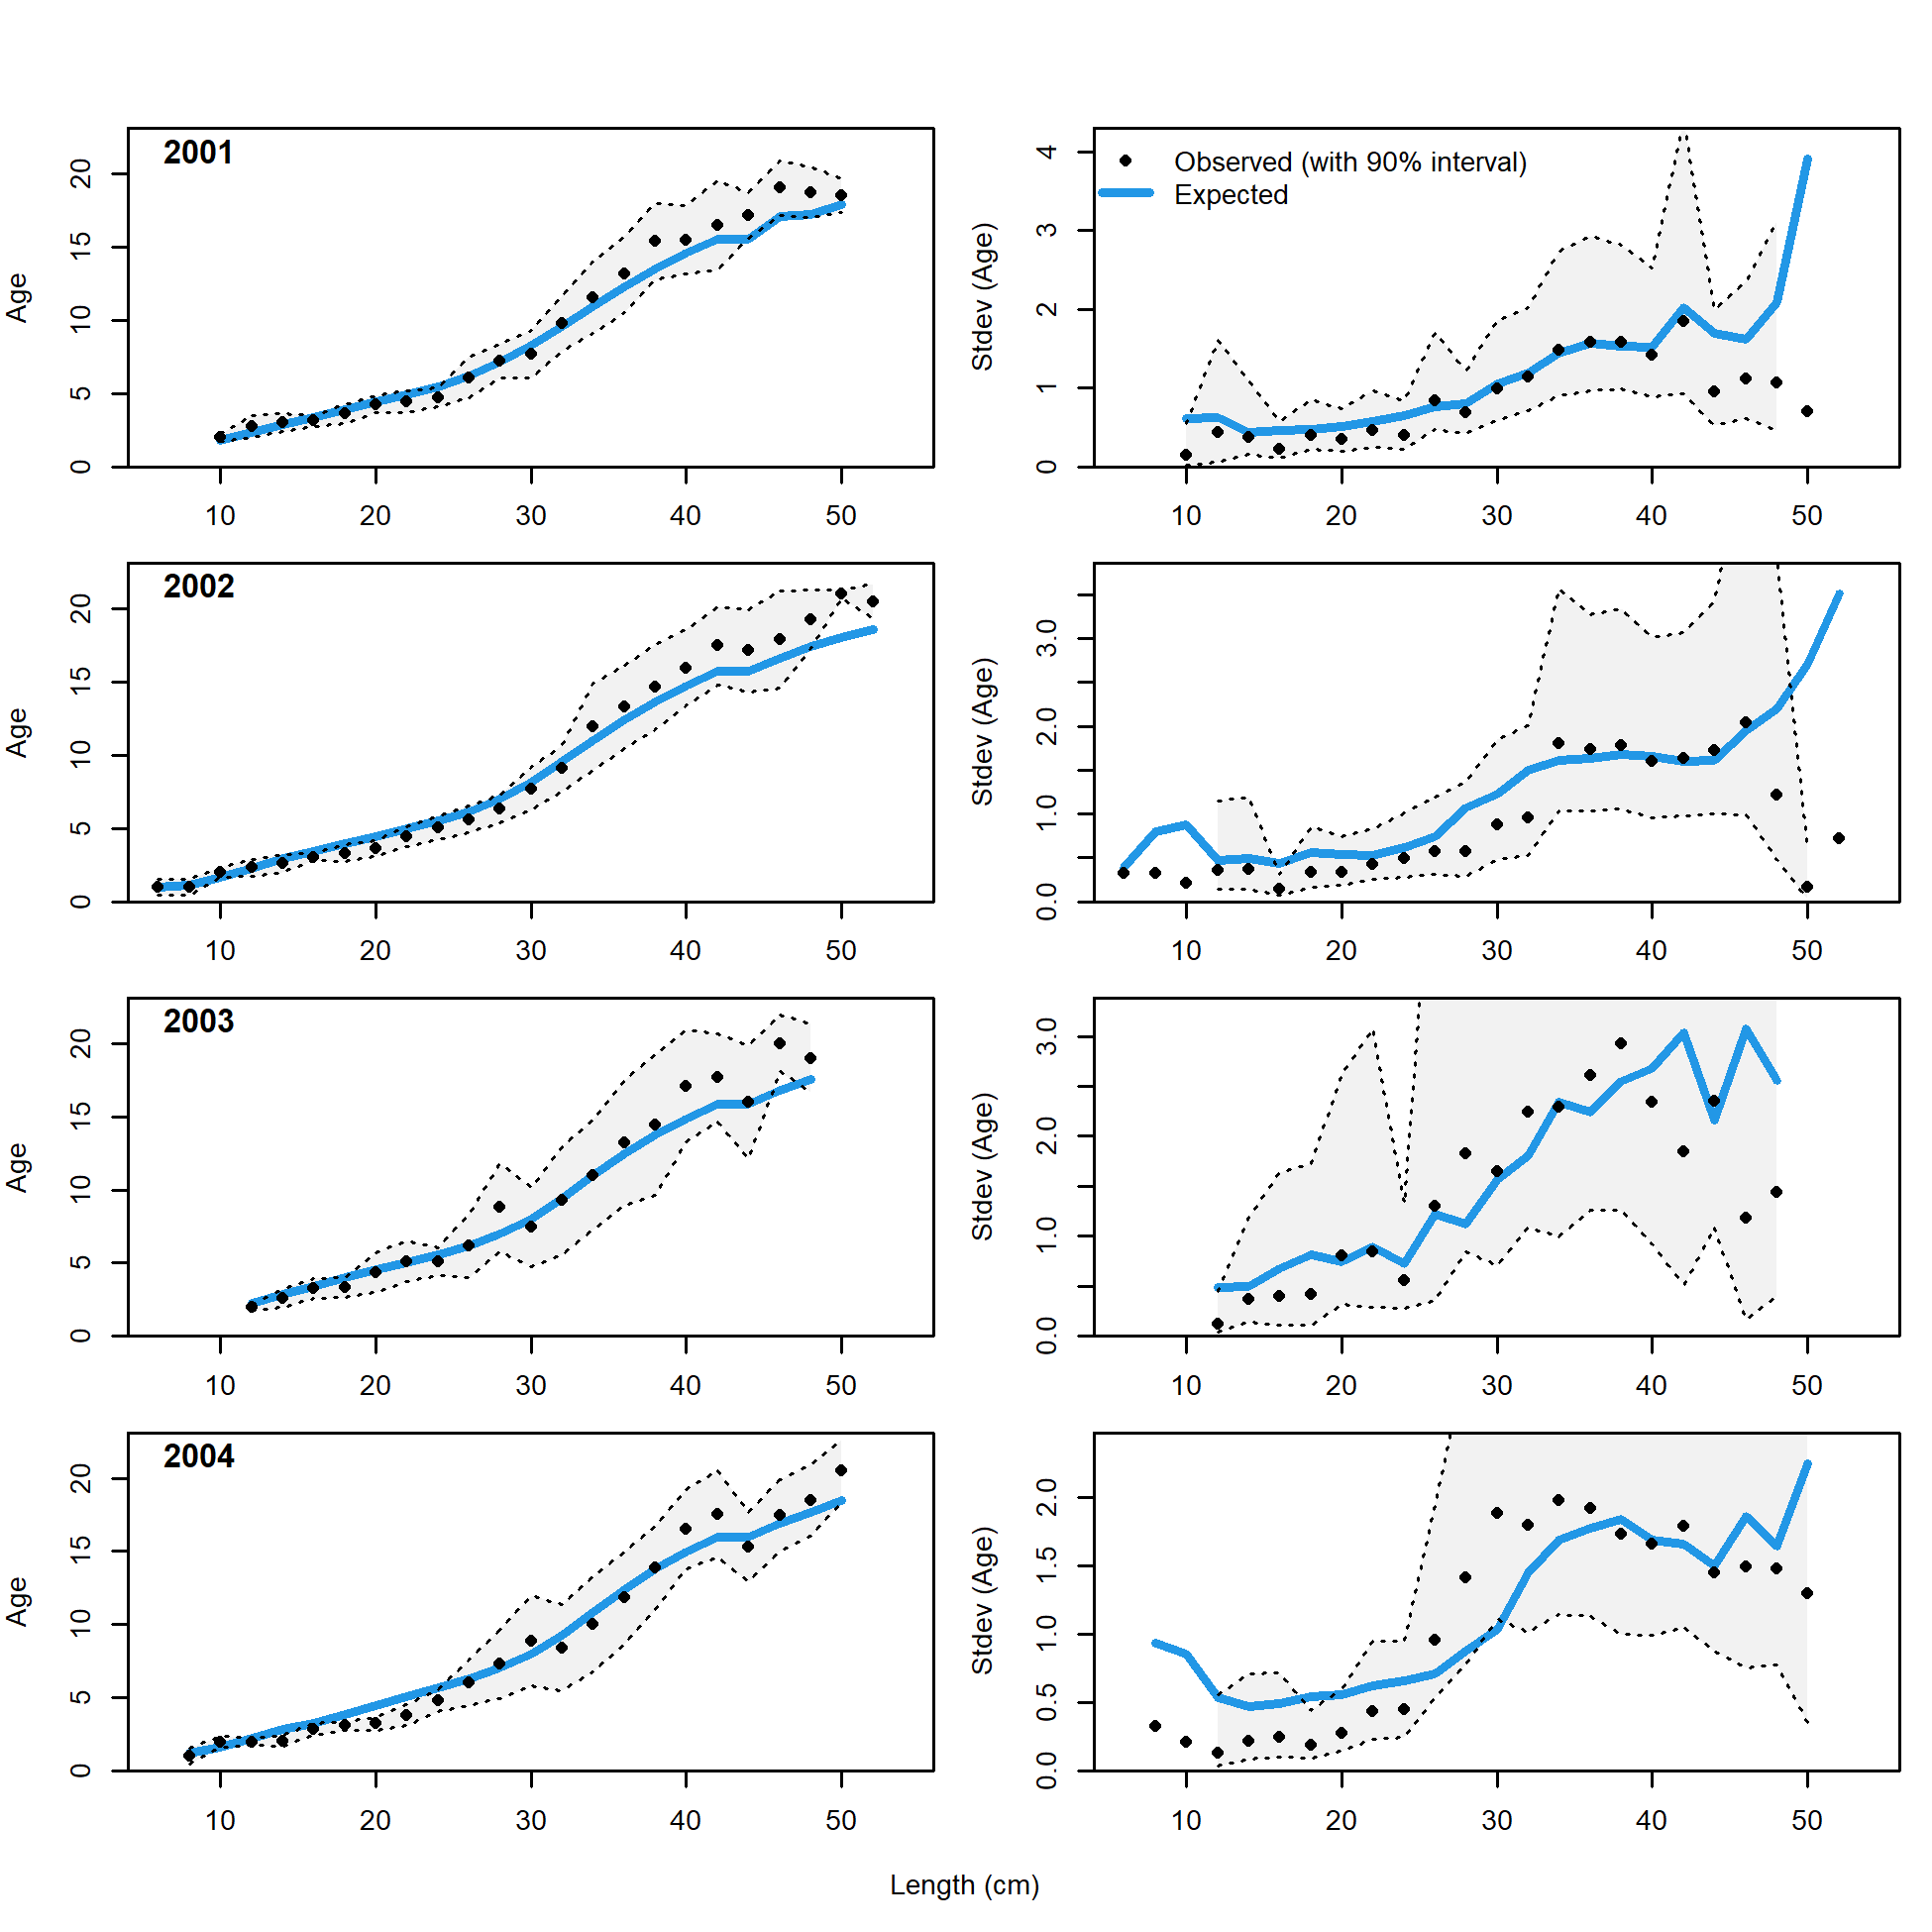 2001
Age
0 5 10 15 20
10 20 30 40 50
Observed (with 90% interval)
Expected
Stdev (Age)
0 1 2 3 4
10 20 30 40 50
2002
Age
0 5 10 15 20
10 20 30 40 50
Stdev (Age)
0.0 1.0 2.0 3.0
10 20 30 40 50
2003
Age
0 5 10 15 20
10 20 30 40 50
Stdev (Age)
0.0 1.0 2.0 3.0
10 20 30 40 50
2004
Age
0 5 10 15 20
10 20 30 40 50
Stdev (Age)
0.0 0.5 1.0 1.5 2.0
10 20 30 40 50
Length (cm)